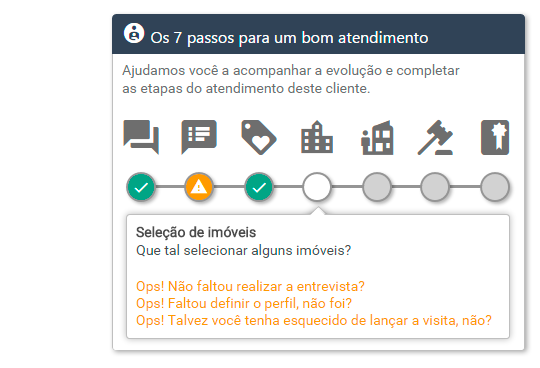 Os 7 passos para um bom atendimento
Ajudamos você a acompanhar a evolução e completar
as etapas do atendimento deste cliente.
Seleção de imóveis
Que tal selecionar alguns imóveis?
Ops! Não faltou realizar a entrevista?
Ops! Faltou definir o perfil, não foi?
Ops! Talvez você tenha esquecido de lançar a visita, não?